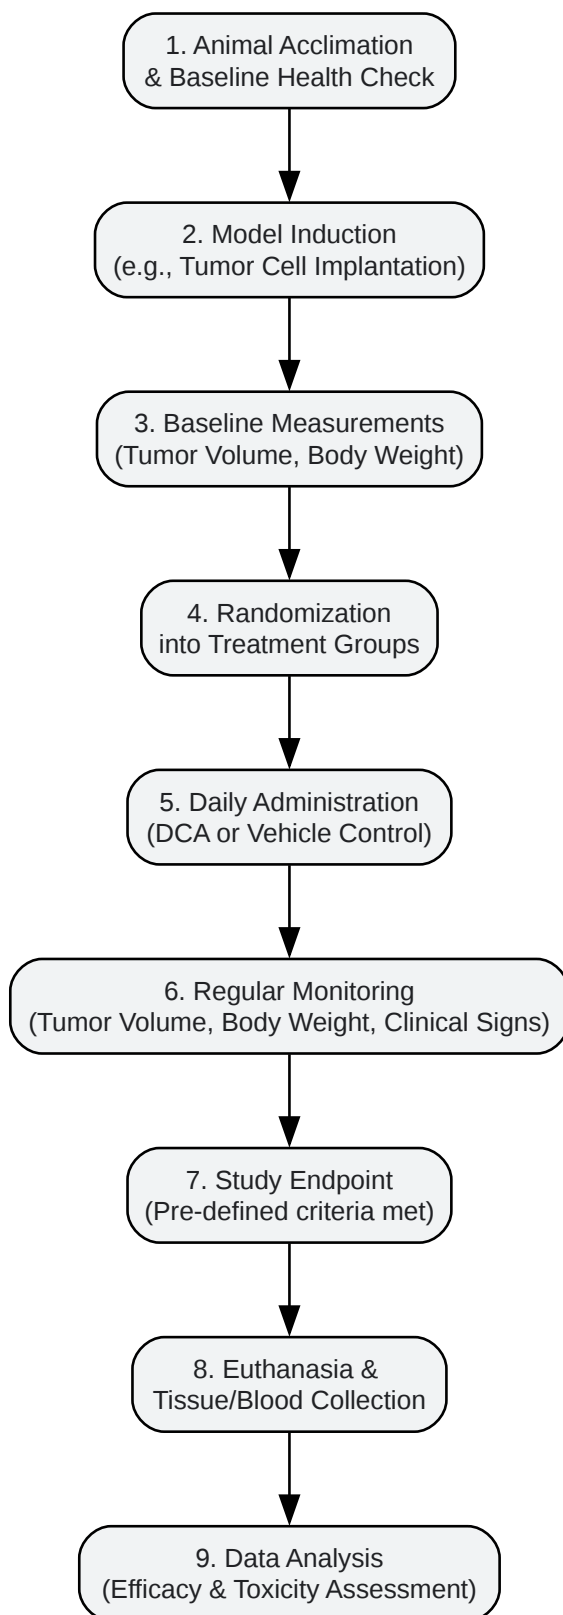 1. Animal Acclimation
& Baseline Health Check
2. Model Induction
(e.g., Tumor Cell Implantation)
3. Baseline Measurements
(Tumor Volume, Body Weight)
4. Randomization
into Treatment Groups
5. Daily Administration
(DCA or Vehicle Control)
6. Regular Monitoring
(Tumor Volume, Body Weight, Clinical Signs)
7. Study Endpoint
(Pre-defined criteria met)
8. Euthanasia &
Tissue/Blood Collection
9. Data Analysis
(Efficacy & Toxicity Assessment)